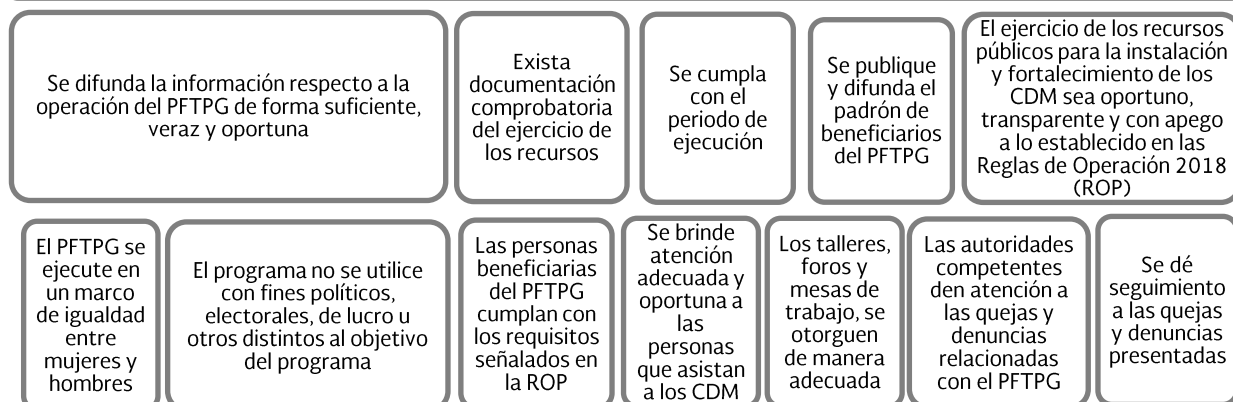 Se difunda la información respecto a la
operación del PFTPG de forma suficiente,
veraz y oportuna
Exista
documentación
comprobatoria
del ejercicio de
los recursos
Se cumpla
con el
periodo de
ejecución
Se publique
y difunda el
padrón de
beneficiarios
del PFTPG
El ejercicio de los recursos
públicos para la instalación
y fortalecimiento de los
CDM sea oportuno,
transparente y con apego
a lo establecido en las
Reglas de Operación 2018
(ROP)
El PFTPG se
ejecute en
un marco
de igualdad
entre
mujeres y
hombres
El programa no se utilice
con fines políticos,
electorales, de lucro u
otros distintos al objetivo
del programa
Las personas
beneficiarias
del PFTPG
cumplan con
los requisitos
señalados en
la ROP
Se brinde
atención
adecuada y
oportuna a
las
personas
que asistan
a los CDM
Los talleres,
foros y
mesas de
trabajo, se
otorguen
de manera
adecuada
Las autoridades
competentes
den atención a
las quejas y
denuncias
relacionadas
con el PFTPG
Se dé
seguimiento
a las quejas
y denuncias
presentadas